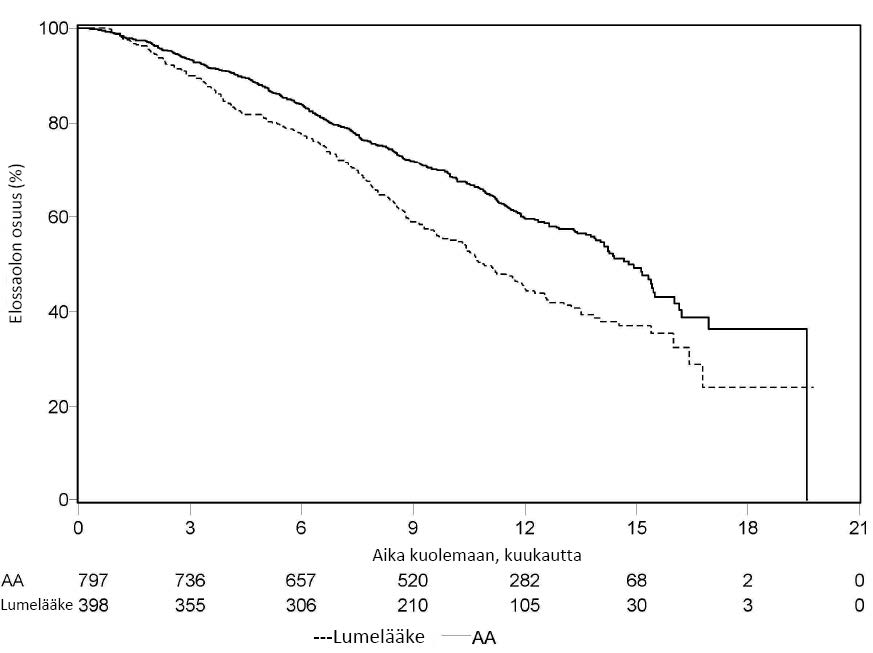 100
80
60
40
20
0
Elossaolon osuus (%)
0 3 6 9 12 15 18 21
Aika kuolemaan, kuukautta
AA 797 736 657 520 282 68 2 0
Lumelääke 398 355 306 210 105 30 3 0
---Lumelääke —AA